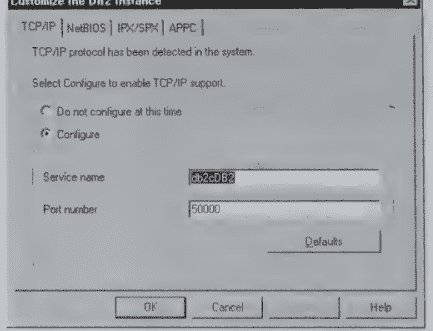 Customize the DB2 Instance
TCP/IP NetBIOS IPX/SPX APPC
TCP/IP protocol has been detected in the system.
Select Configure to enable TCP/IP support.
Do not configure at this time
Configure
Service name db2cDB2
Port number 50000
Defaults
OK Cancel Help